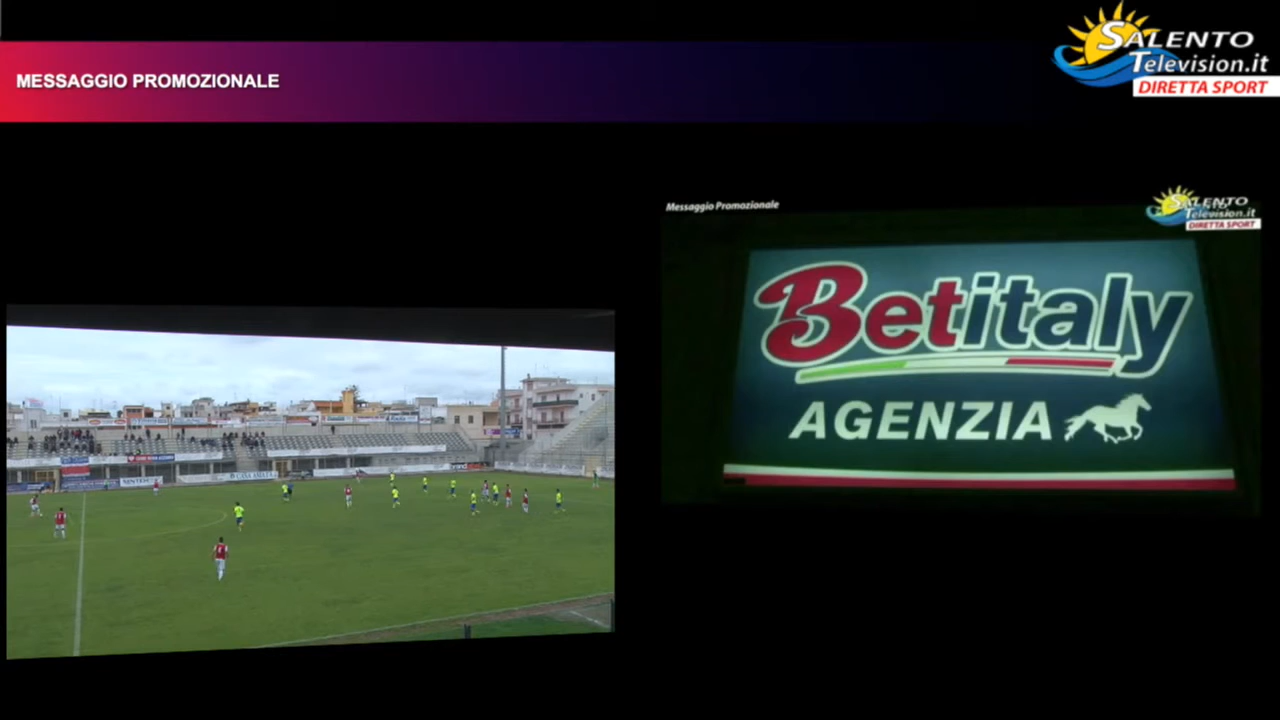 SALENTO
Television.it
DIRETTA SPORT
MESSAGGIO PROMOZIONALE
Messaggio Promozionale
SALENTO
Television.it
DIRETTA SPORT
Betitaly
AGENZIA